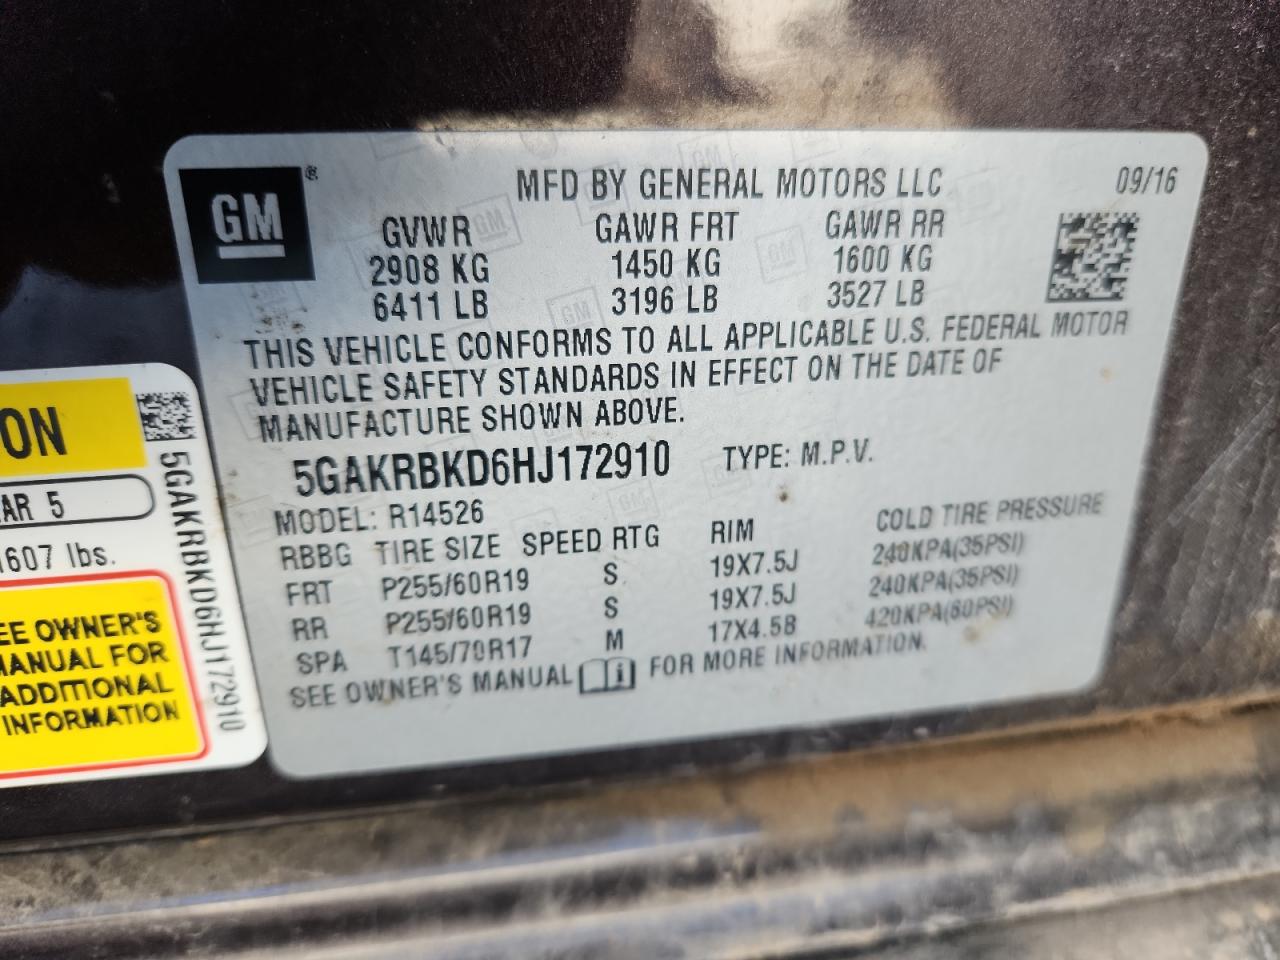 GM
®
MFD BY GENERAL MOTORS LLC
09/16
GVWR GAWR FRT GAWR RR
2908 KG 1450 KG 1600 KG
6411 LB 3196 LB 3527 LB
THIS VEHICLE CONFORMS TO ALL APPLICABLE U.S. FEDERAL MOTOR
VEHICLE SAFETY STANDARDS IN EFFECT ON THE DATE OF
MANUFACTURE SHOWN ABOVE.
5GAKRBKD6HJ172910 TYPE: M.P.V.
MODEL: R14526
RBBG TIRE SIZE SPEED RTG RIM COLD TIRE PRESSURE
FRT P255/60R19 S 19X7.5J 240KPA(35PSI)
RR P255/60R19 S 19X7.5J 240KPA(35PSI)
SPA T145/70R17 M 17X4.5B 420KPA(60PSI)
SEE OWNER'S MANUAL FOR MORE INFORMATION.
ON
AR 5
1607 lbs.
EE OWNER'S
MANUAL FOR
ADDITIONAL
INFORMATION
5GAKRBKD6HJ172910